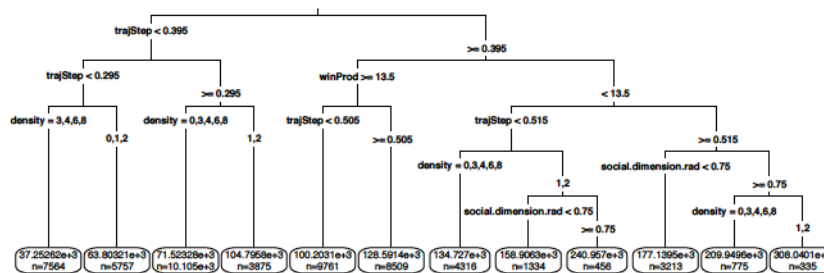 trajStep < 0.395
>= 0.395
trajStep < 0.295
winProd >= 13.5
>= 0.295
< 13.5
density = 3,4,6,8
density = 0,3,4,6,8
trajStep < 0.505
trajStep < 0.515
0,1,2
1,2
>= 0.505
>= 0.515
density = 0,3,4,6,8
social.dimension.rad < 0.75
1,2
>= 0.75
social.dimension.rad < 0.75
density = 0,3,4,6,8
>= 0.75
1,2
37.25262e+3 63.80321e+3 71.52328e+3 104.7958e+3 100.2031e+3 128.5914e+3 134.727e+3 158.9063e+3 240.957e+3 177.1395e+3 209.9496e+3 308.0401e+3
n=7564 n=5757 n=10.105e+3 n=3875 n=9761 n=8509 n=4316 n=1334 n=456 n=3213 n=775 n=335